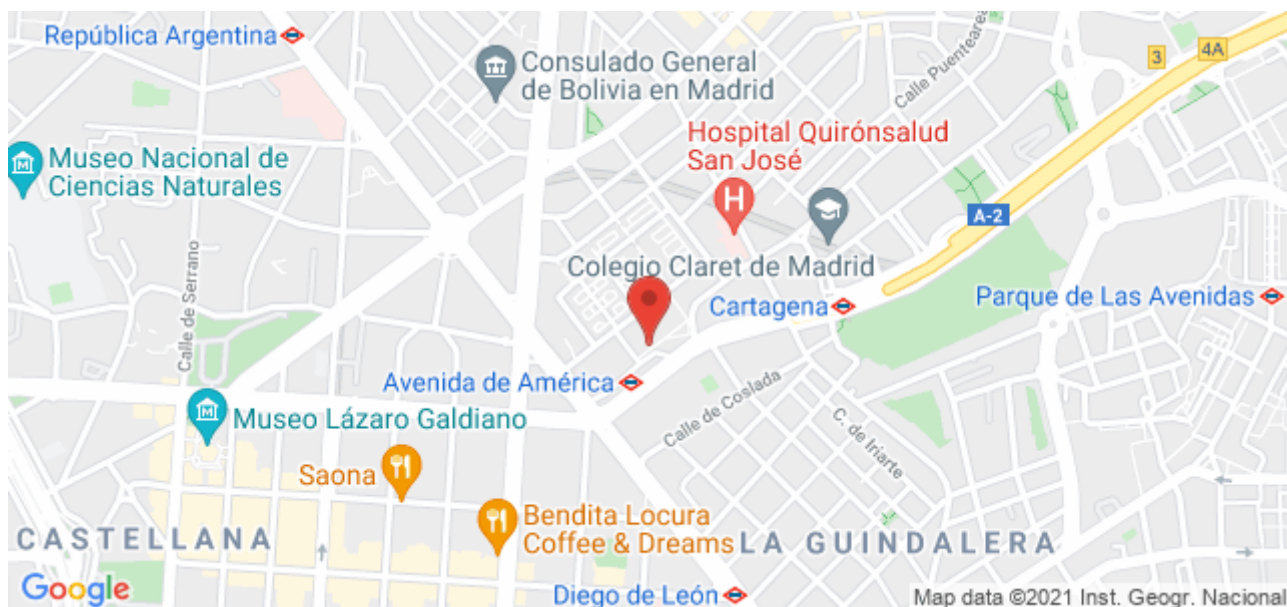 República Argentina
Consulado General
de Bolivia en Madrid
Calle Puenteareas
3
4A
Museo Nacional de
Ciencias Naturales
Hospital Quirónsalud
San José
H
A-2
Calle de Serrano
Colegio Claret de Madrid
Cartagena
Parque de Las Avenidas
Avenida de América
Museo Lázaro Galdiano
Calle de Coslada
C. de Iriarte
Saona
Bendita Locura
Coffee & Dreams
CASTELLANA
LA GUINDALERA
Google
Diego de León
Map data ©2021 Inst. Geogr. Nacional